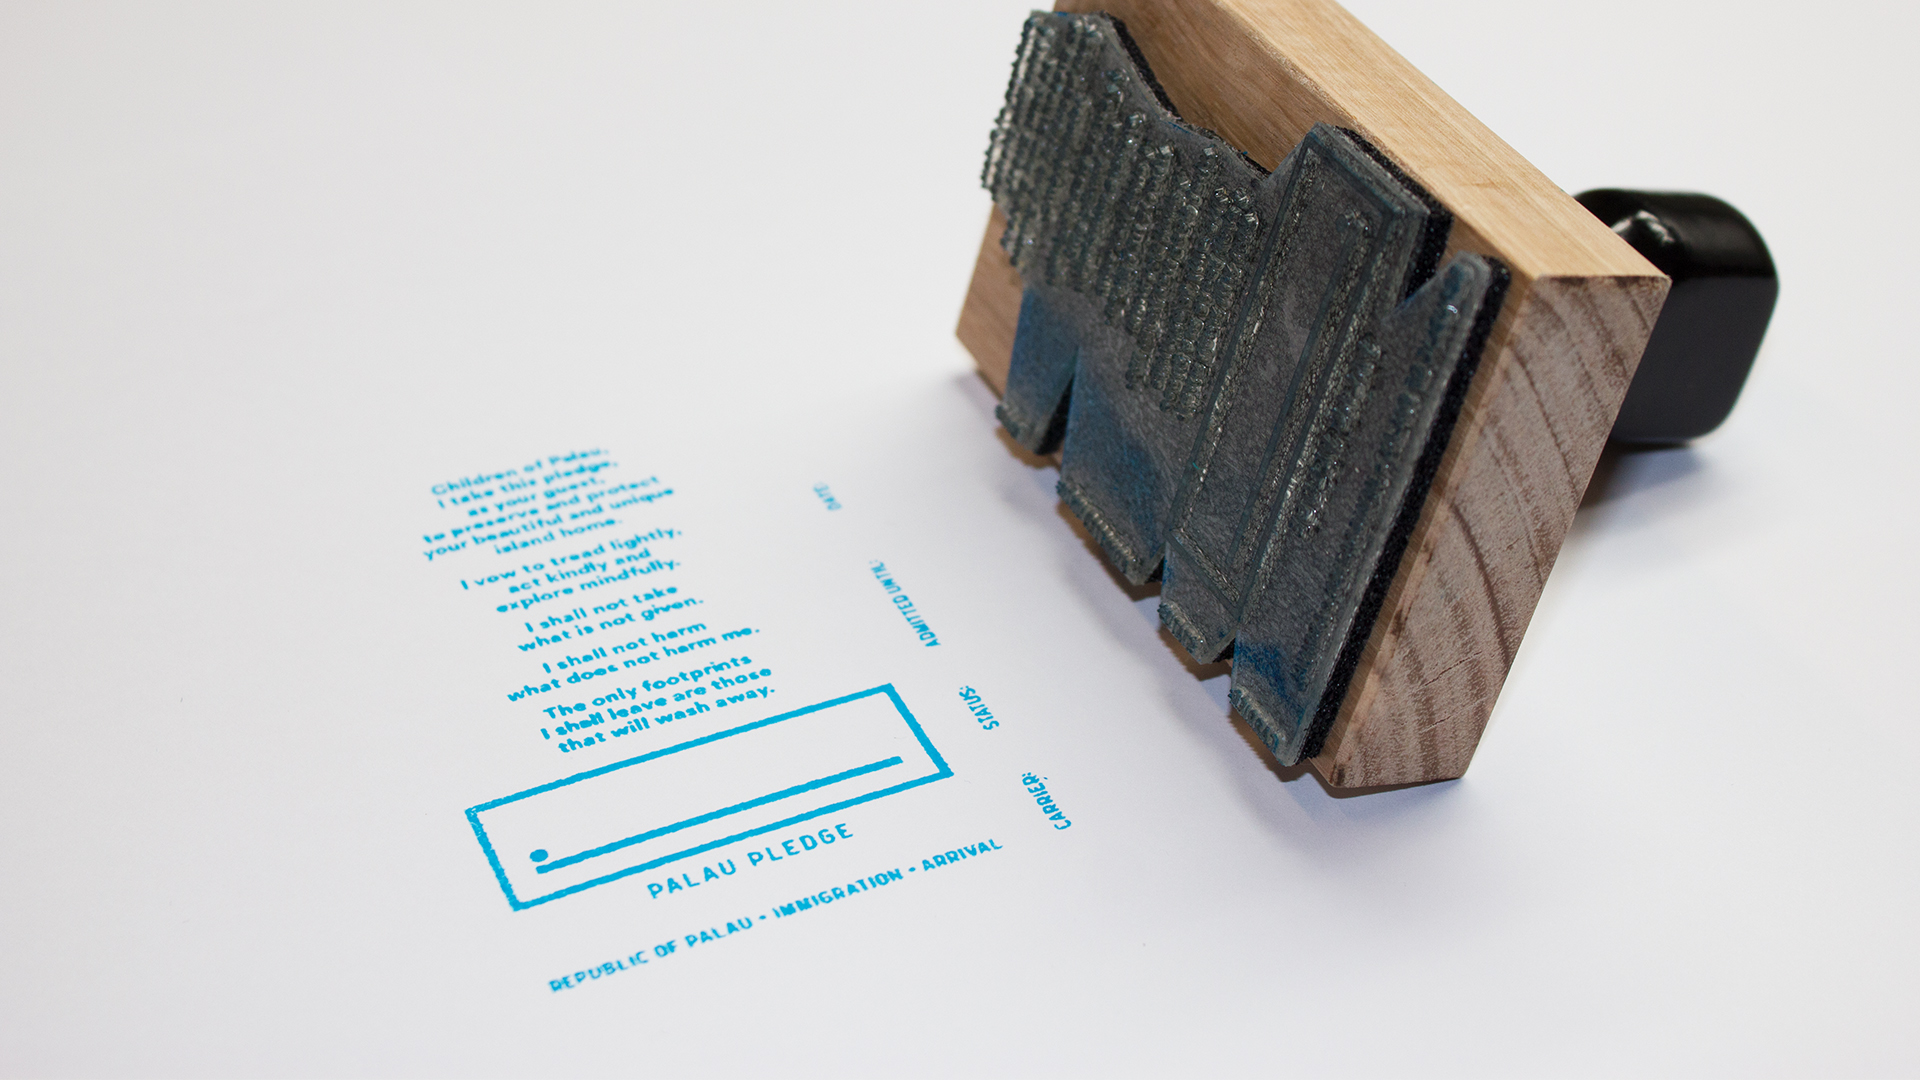 Children of Palau,
I take this pledge,
as your guest,
to preserve and protect
your beautiful and unique
island home.
I vow to tread lightly,
act kindly and
explore mindfully.
I shall not take
what is not given.
I shall not harm
what does not harm me.
The only footprints
I shall leave are those
that will wash away.
PALAU PLEDGE
REPUBLIC OF PALAU • IMMIGRATION • ARRIVAL
DATE:
ADMITTED UNTIL:
STATUS:
CARRIER: